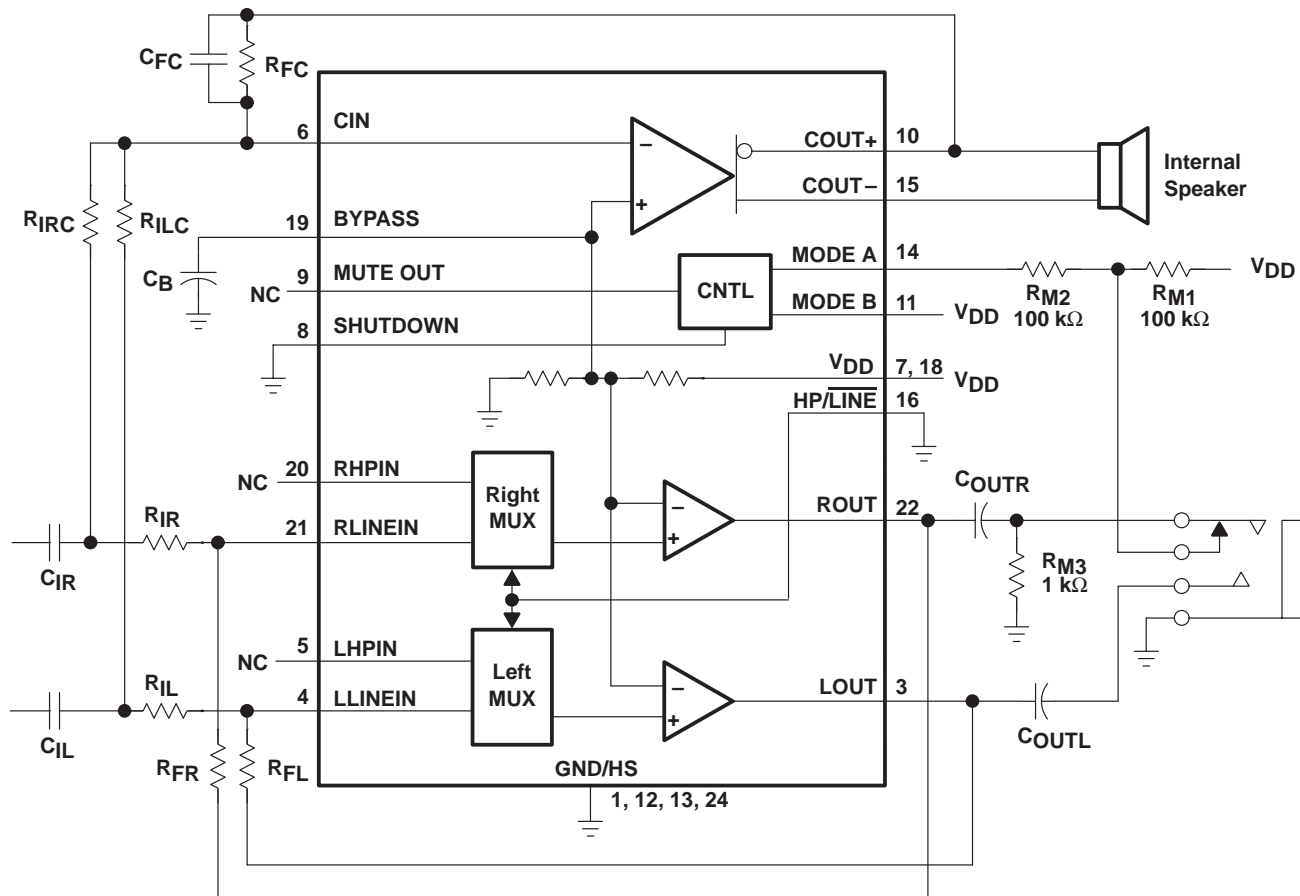 CFC
RFC
6 CIN
COUT+ 10
COUT− 15
Internal
Speaker
RIRC
RILC
19 BYPASS
CB
NC 9 MUTE OUT
8 SHUTDOWN
CNTL
MODE A 14
MODE B 11
RM2
100 kΩ
RM1
100 kΩ
VDD
VDD
VDD 7, 18 VDD
HP/LINE 16
NC 20 RHPIN
Right
MUX
RIR
21 RLINEIN
CIR
ROUT 22
COUTR
RM3
1 kΩ
NC 5 LHPIN
Left
MUX
RIL
4 LLINEIN
CIL
LOUT 3
COUTL
RFR
RFL
GND/HS
1, 12, 13, 24
− + − + − +